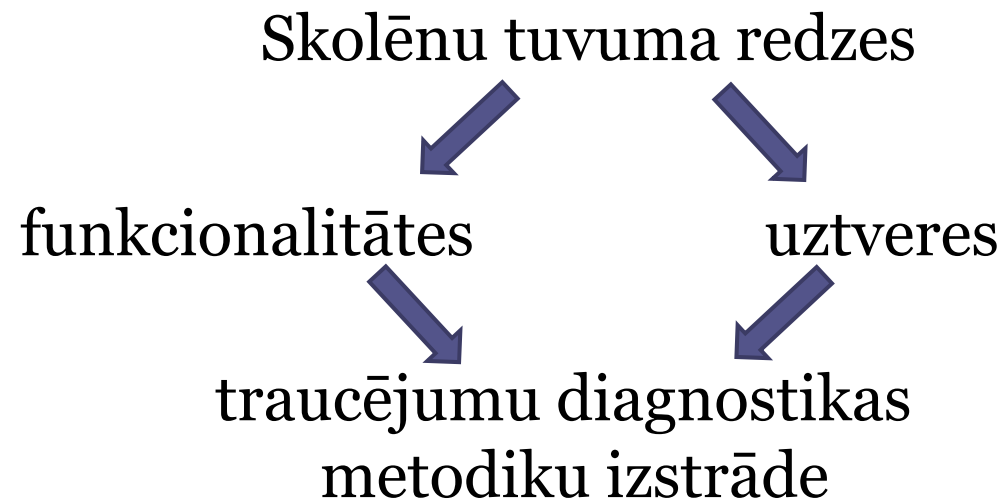 Skolēnu tuvuma redzes
funkcionalitātes
uztveres
traucējumu diagnostikas
metodiku izstrāde